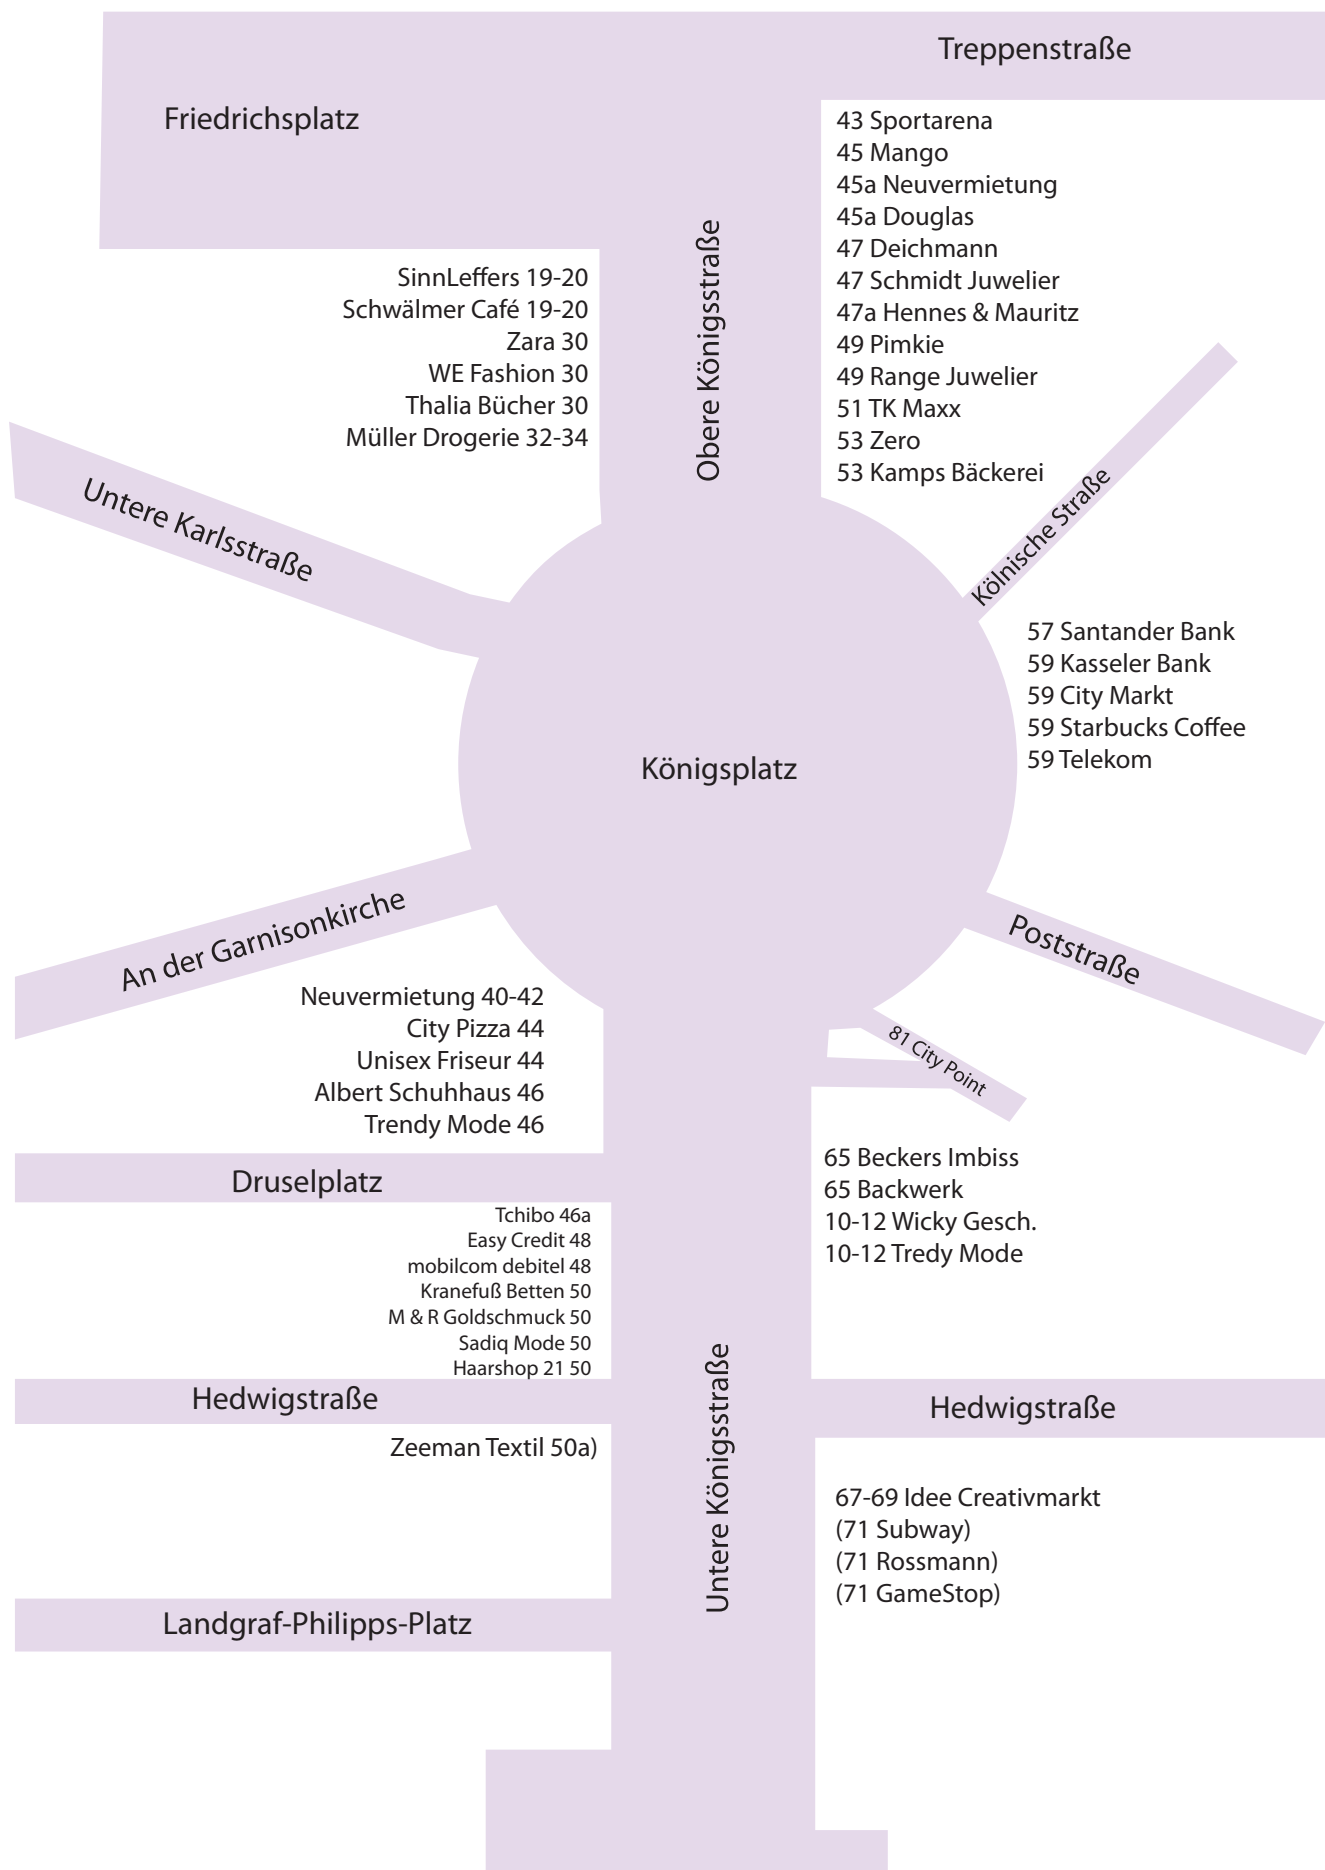 Treppenstraße
Friedrichsplatz
43 Sportarena
45 Mango
45a Neuvermietung
45a Douglas
47 Deichmann
47 Schmidt Juwelier
47a Hennes & Mauritz
49 Pimkie
49 Range Juwelier
51 TK Maxx
53 Zero
53 Kamps Bäckerei
Obere Königsstraße
SinnLeffers 19-20
Schwälmer Café 19-20
Zara 30
WE Fashion 30
Thalia Bücher 30
Müller Drogerie 32-34
Untere Karlsstraße
Kölnische Straße
57 Santander Bank
59 Kasseler Bank
59 City Markt
59 Starbucks Coffee
59 Telekom
Königsplatz
An der Garnisonkirche
Poststraße
Neuvermietung 40-42
City Pizza 44
Unisex Friseur 44
Albert Schuhhaus 46
Trendy Mode 46
81 City Point
65 Beckers Imbiss
65 Backwerk
10-12 Wicky Gesch.
10-12 Tredy Mode
Druselplatz
Tchibo 46a
Easy Credit 48
mobilcom debitel 48
Kranefuß Betten 50
M & R Goldschmuck 50
Sadiq Mode 50
Haarshop 21 50
Hedwigstraße
Hedwigstraße
Untere Königsstraße
Zeeman Textil 50a)
67-69 Idee Creativmarkt
(71 Subway)
(71 Rossmann)
(71 GameStop)
Landgraf-Philipps-Platz